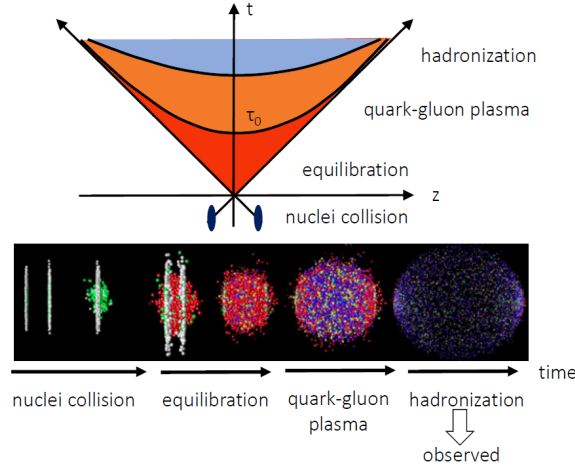 t
hadronization
quark-gluon plasma
τ₀
equilibration
z
nuclei collision
time
nuclei collision
equilibration
quark-gluon
plasma
hadronization
observed